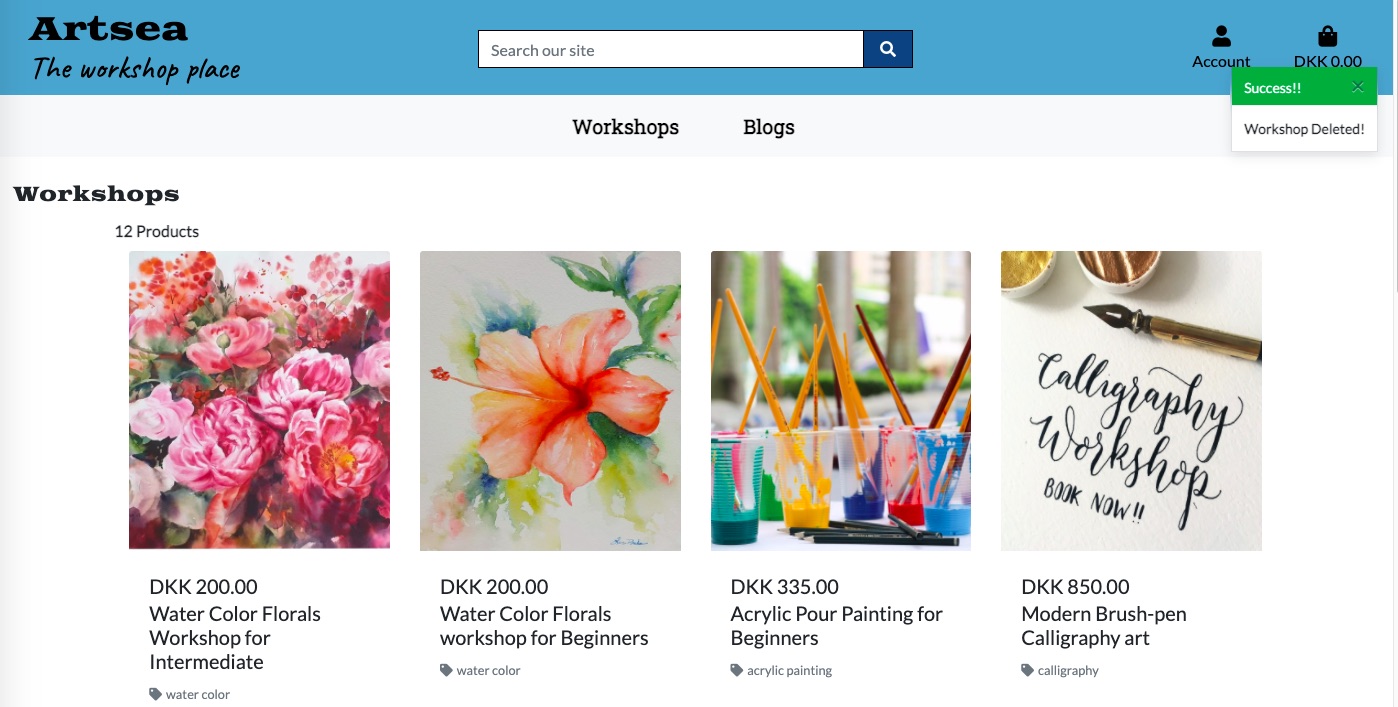 Artsea
The workshop place
Search our site
Account
DKK 0.00
Success!!
×
Workshop Deleted!
Workshops
Blogs
Workshops
12 Products
Calligraphy
Workshop
BOOK NOW!!
DKK 200.00
Water Color Florals
Workshop for
Intermediate
water color
DKK 200.00
Water Color Florals
workshop for Beginners
water color
DKK 335.00
Acrylic Pour Painting for
Beginners
acrylic painting
DKK 850.00
Modern Brush-pen
Calligraphy art
calligraphy